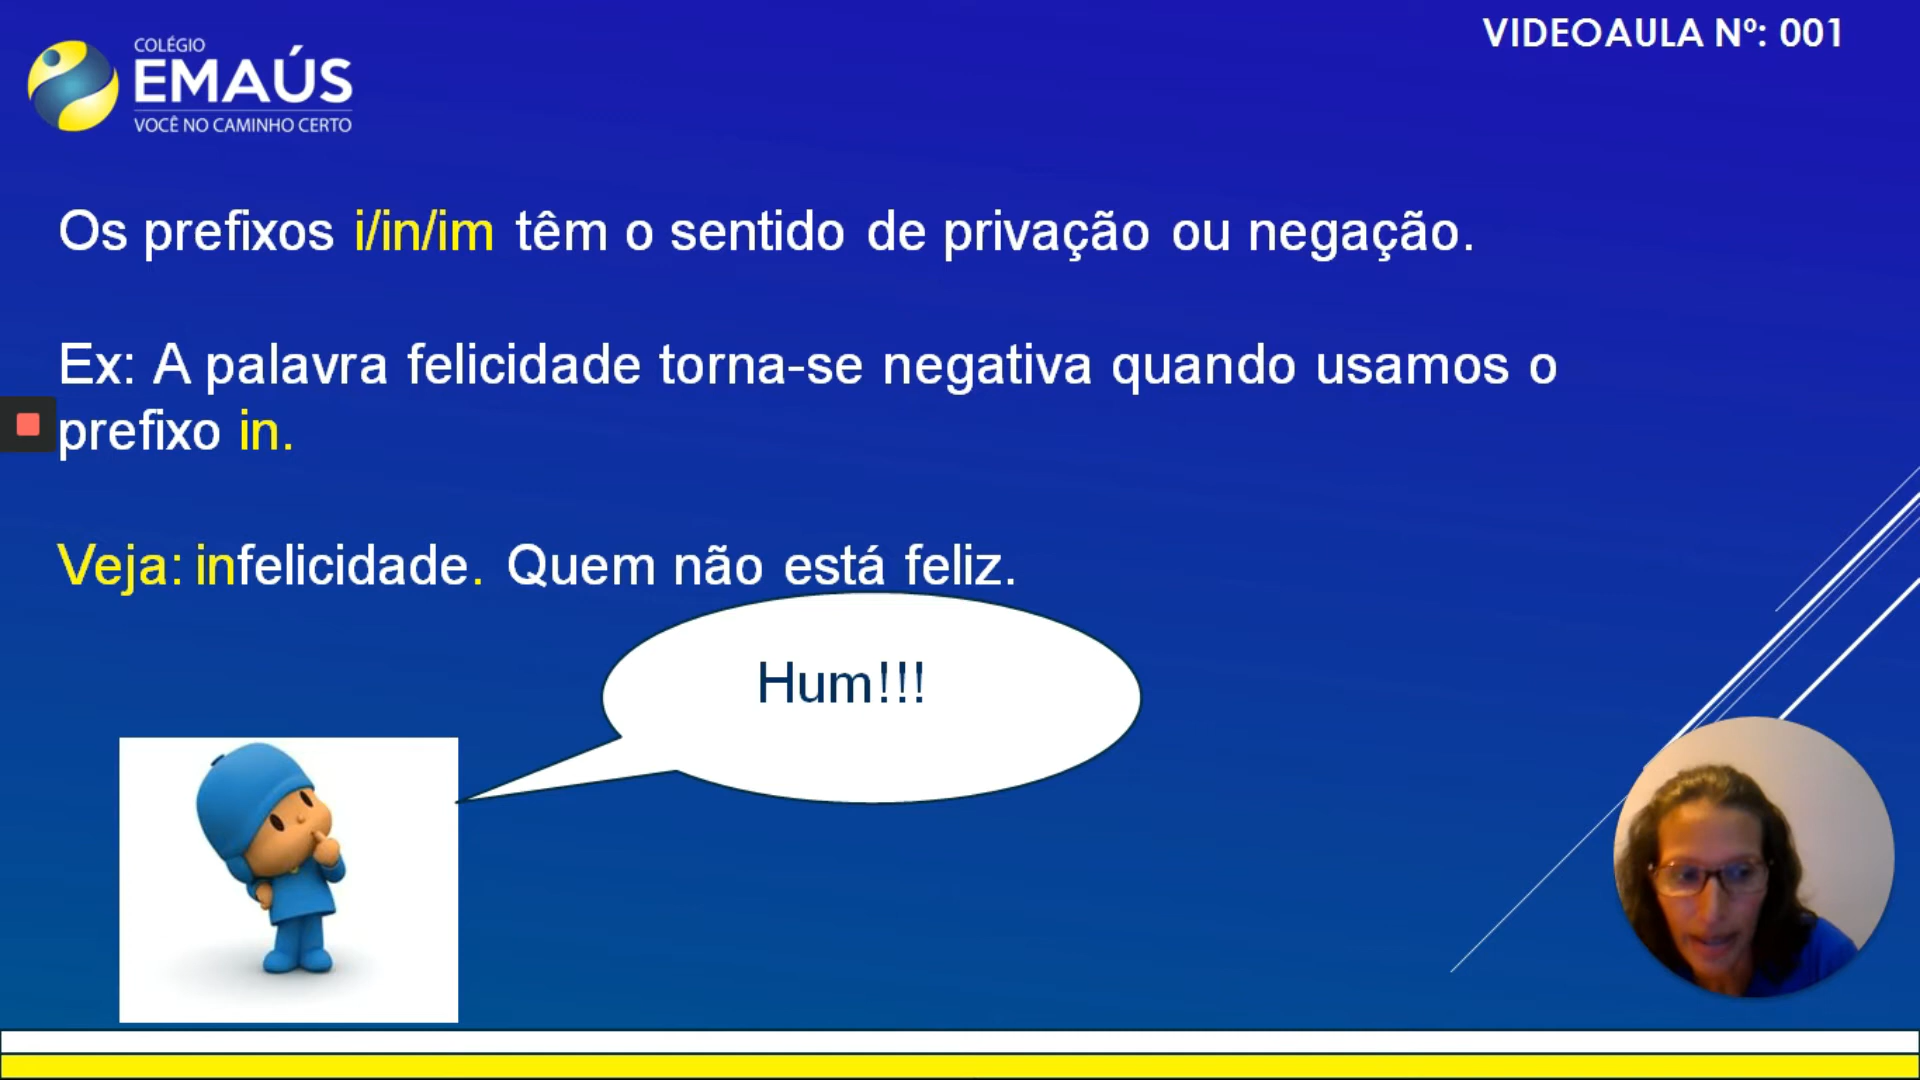 COLÉGIO
EMAÚS
VOCÊ NO CAMINHO CERTO
VIDEOAULA Nº: 001
Os prefixos i/in/im têm o sentido de privação ou negação.
Ex: A palavra felicidade torna-se negativa quando usamos o
prefixo in.
Veja: infelicidade. Quem não está feliz.
Hum!!!